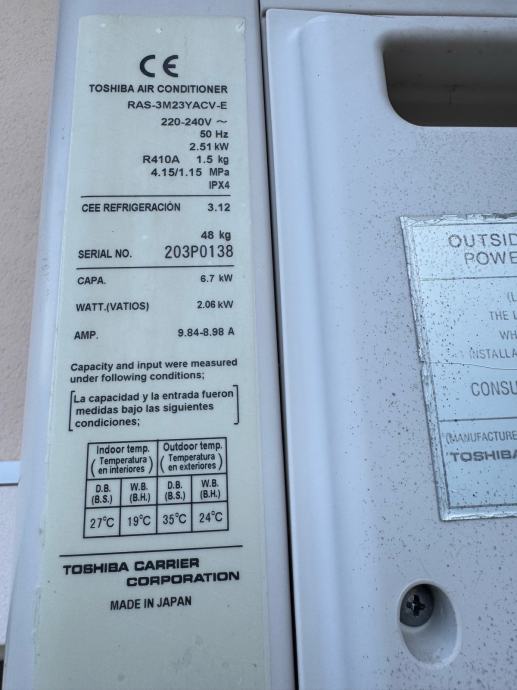 CE
TOSHIBA AIR CONDITIONER
RAS-3M23YACV-E
220-240V ~
50 Hz
2.51 kW
R410A 1.5 kg
4.15/1.15 MPa
IPX4
CEE REFRIGERACIÓN 3.12
48 kg
SERIAL NO. 203P0138
CAPA. 6.7 kW
WATT.(VATIOS) 2.06 kW
AMP. 9.84-8.98 A
Capacity and input were measured
under following conditions;
[La capacidad y la entrada fueron
medidas bajo las siguientes
condiciones;]
Indoor temp. Outdoor temp.
(Temperatura (Temperatura
en interiores) en exteriores)
D.B. W.B. D.B. W.B.
(B.S.) (B.H.) (B.S.) (B.H.)
27°C 19°C 35°C 24°C
TOSHIBA CARRIER
CORPORATION
MADE IN JAPAN
OUTSID
POWE
(L
THE L
WH
INSTALLA
CONSU
(MANUFACTURE
TOSHIBA